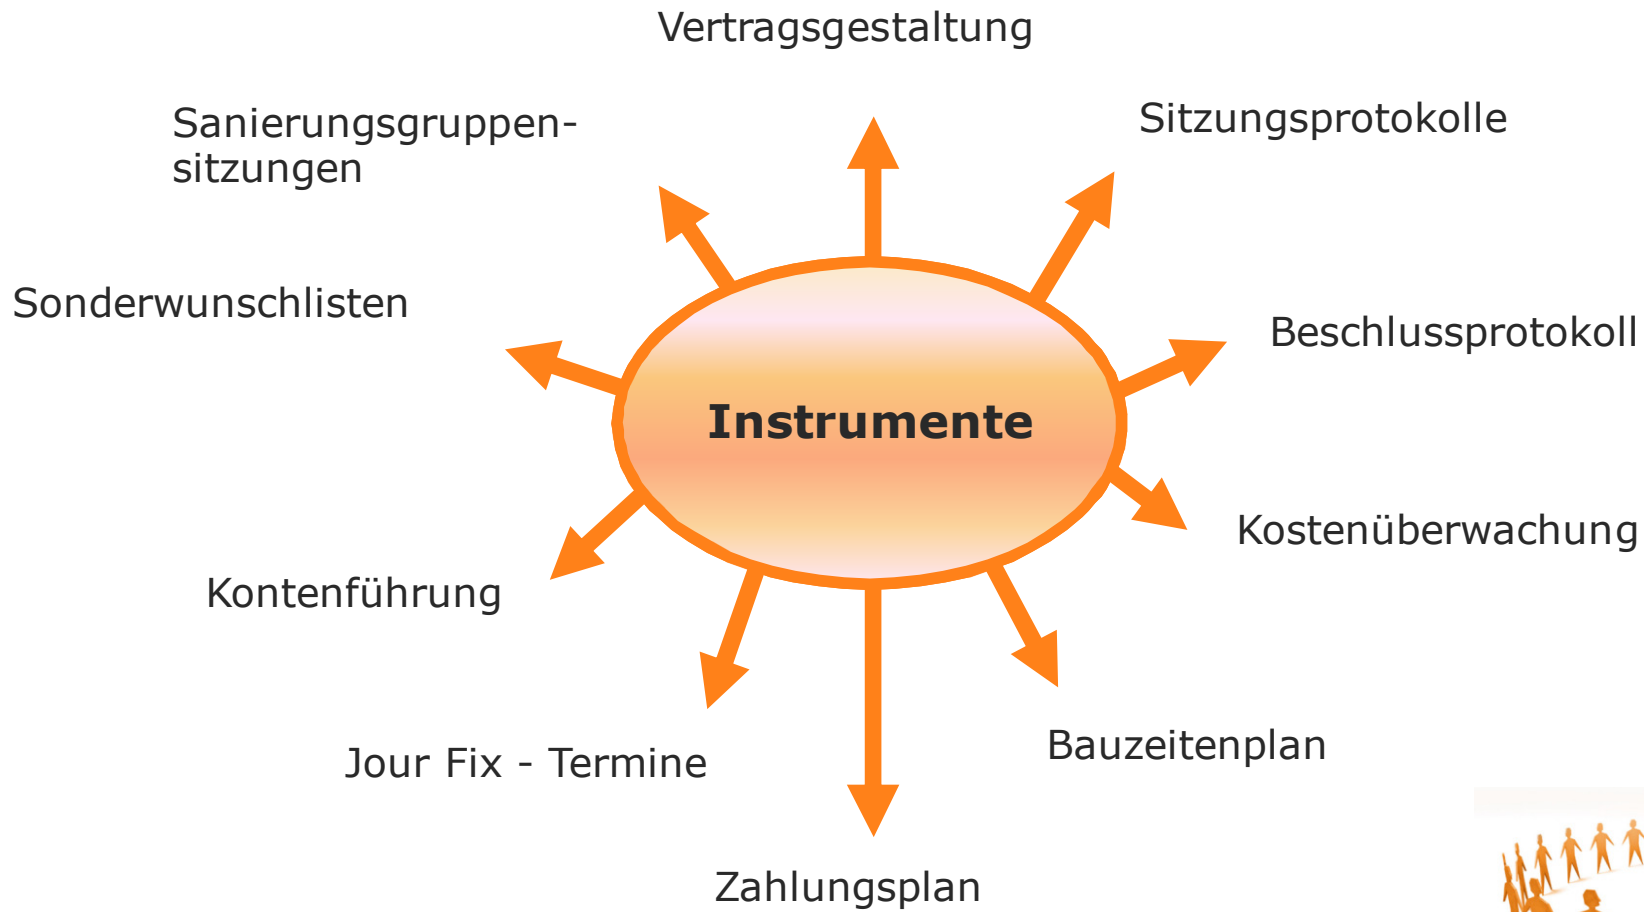 Vertragsgestaltung
Sanierungsgruppen-
sitzungen
Sitzungsprotokolle
Sonderwunschlisten
Beschlussprotokoll
Instrumente
Kostenüberwachung
Kontenführung
Jour Fix - Termine
Bauzeitenplan
Zahlungsplan